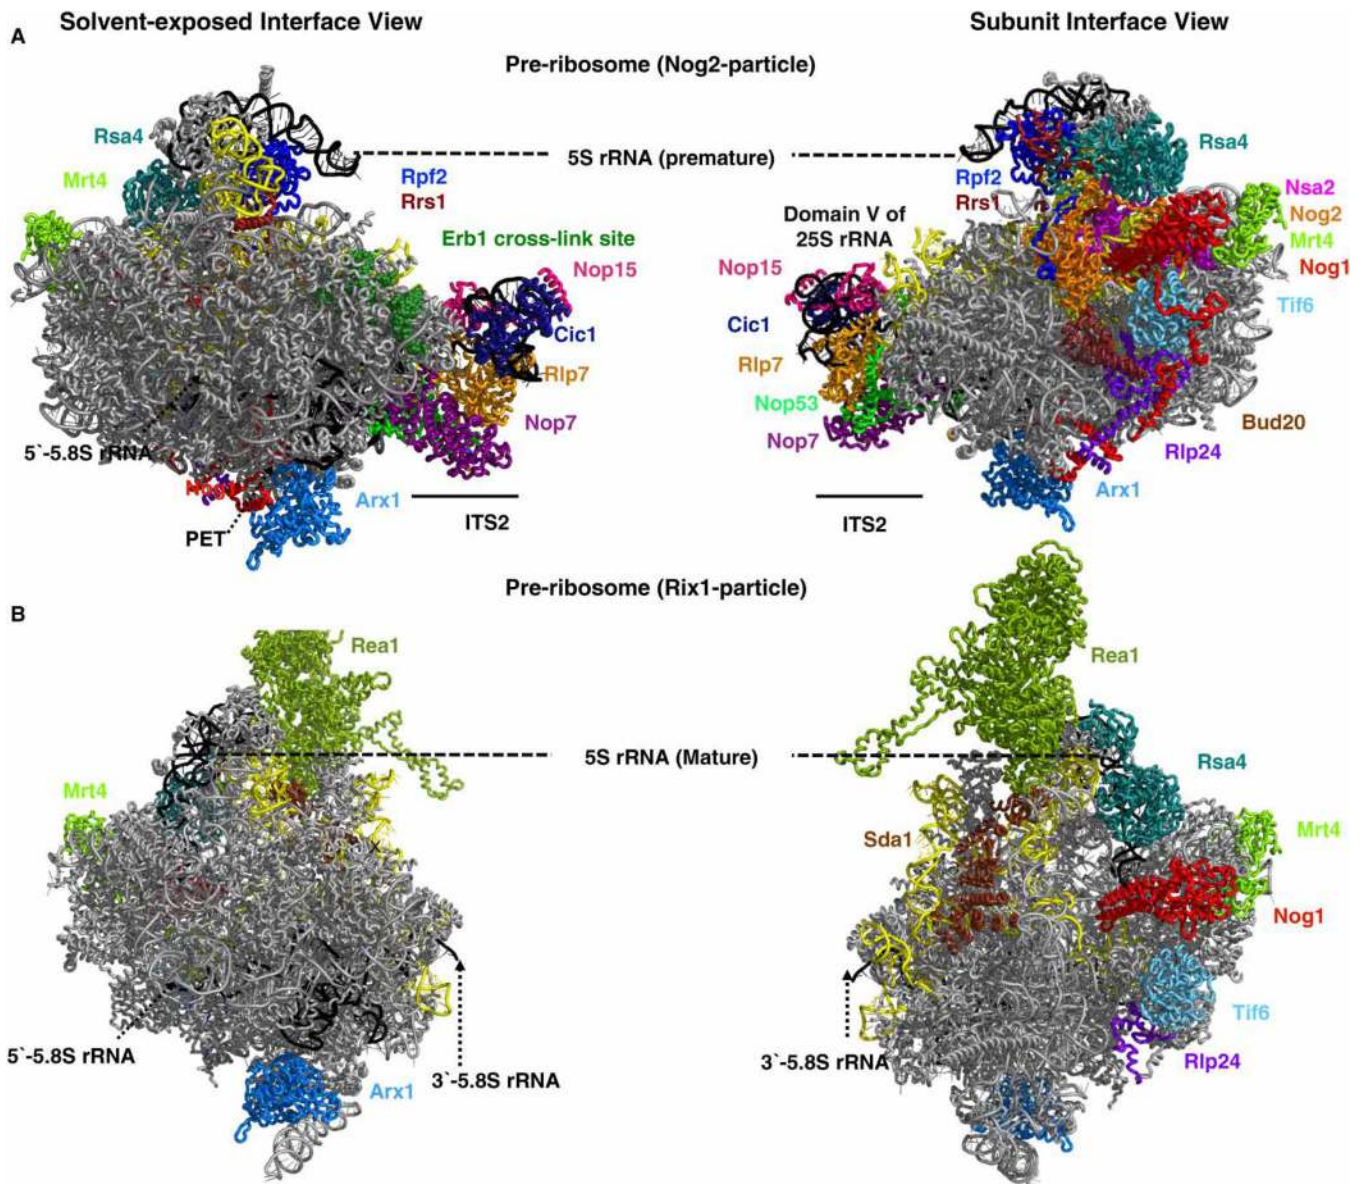 Solvent-exposed Interface View
Subunit Interface View
A
Pre-ribosome (Nog2-particle)
Rsa4
Mrt4
5S rRNA (premature)
Rpf2
Rrs1
Erb1 cross-link site
Nop15
Cic1
Rlp7
Nop7
5`-5.8S rRNA
Arx1
PET
ITS2
Rsa4
Rpf2
Rrs1
Domain V of
25S rRNA
Nsa2
Nog2
Mrt4
Nog1
Nop15
Cic1
Tif6
Rlp7
Nop53
Nop7
Bud20
Rlp24
Arx1
ITS2
Pre-ribosome (Rix1-particle)
B
Rea1
Rea1
5S rRNA (Mature)
Mrt4
Rsa4
Sda1
Mrt4
Nog1
5`-5.8S rRNA
3`-5.8S rRNA
Arx1
3`-5.8S rRNA
Tif6
Rlp24